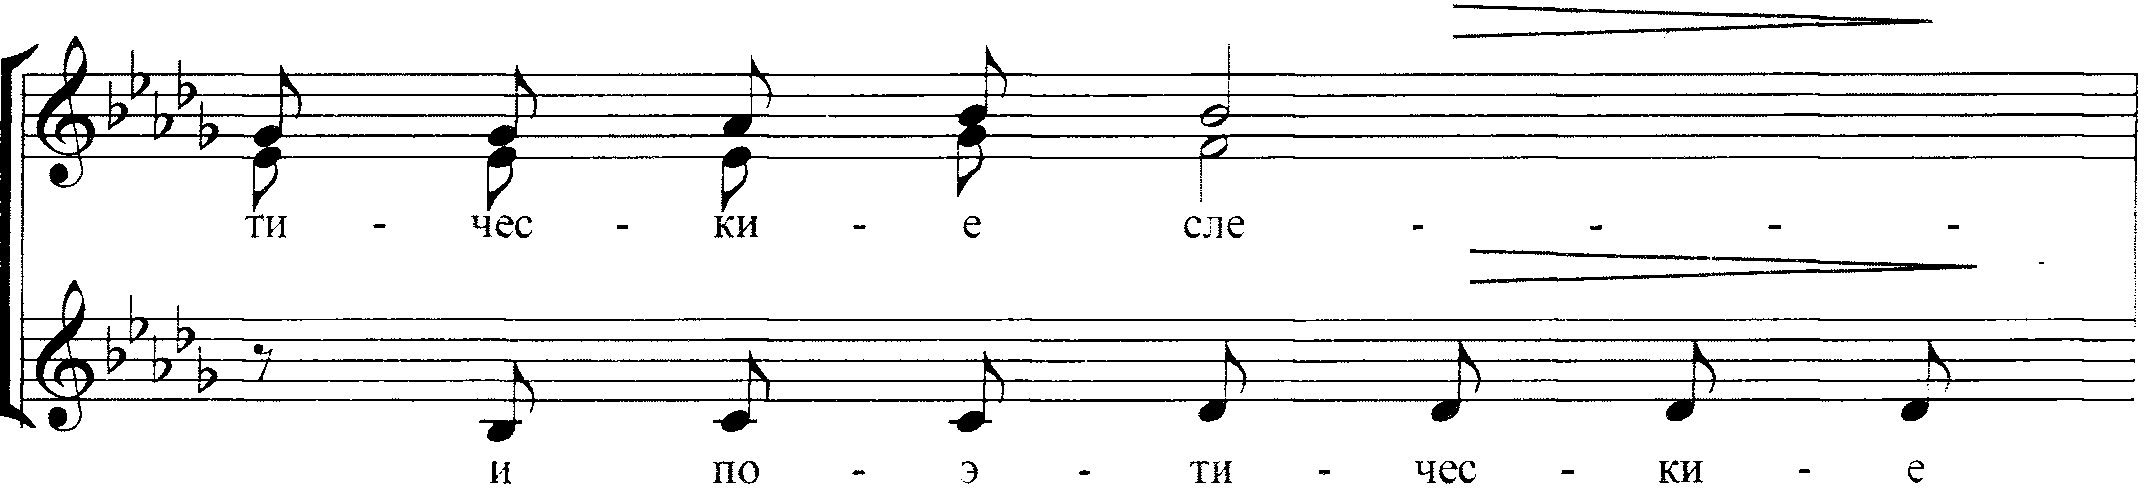 ти - чес - ки - е сле - - - -
и по - э - ти - чес - ки - е